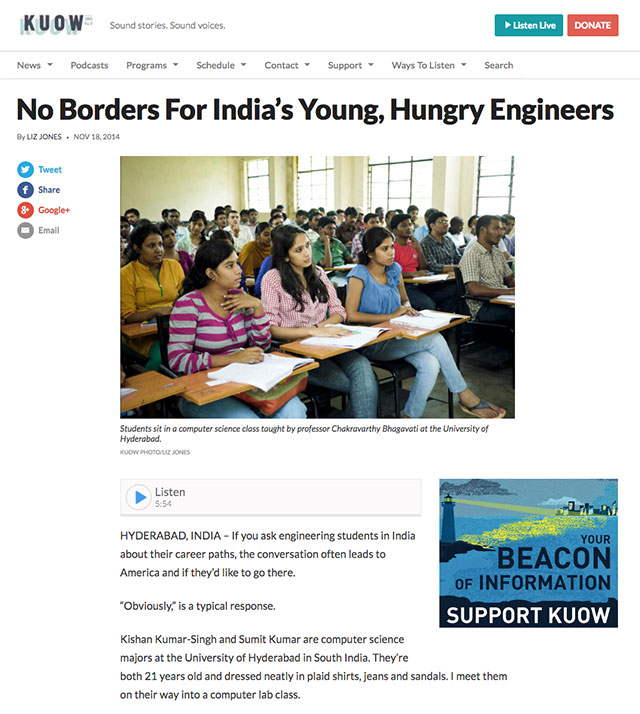 KUOW
Sound stories. Sound voices.
Listen Live
DONATE
News
Podcasts
Programs
Schedule
Contact
Support
Ways To Listen
Search
No Borders For India’s Young, Hungry Engineers
By LIZ JONES • NOV 18, 2014
Tweet
Share
Google+
Email
Students sit in a computer science class taught by professor Chakravarthy Bhagavati at the University of
Hyderabad.
KUOW PHOTO/LIZ JONES
Listen
5:54
HYDERABAD, INDIA – If you ask engineering students in India
about their career paths, the conversation often leads to
America and if they’d like to go there.
“Obviously,” is a typical response.
Kishan Kumar-Singh and Sumit Kumar are computer science
majors at the University of Hyderabad in South India. They’re
both 21 years old and dressed neatly in plaid shirts, jeans and sandals. I meet them
on their way into a computer lab class.
YOUR
BEACON
OF INFORMATION
SUPPORT KUOW